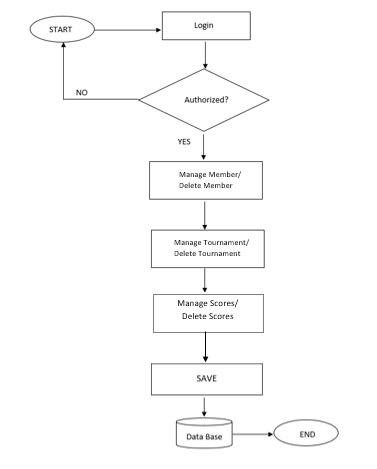 START
Login
Authorized?
NO
YES
Manage Member/
Delete Member
Manage Tournament/
Delete Tournament
Manage Scores/
Delete Scores
SAVE
Data Base
END